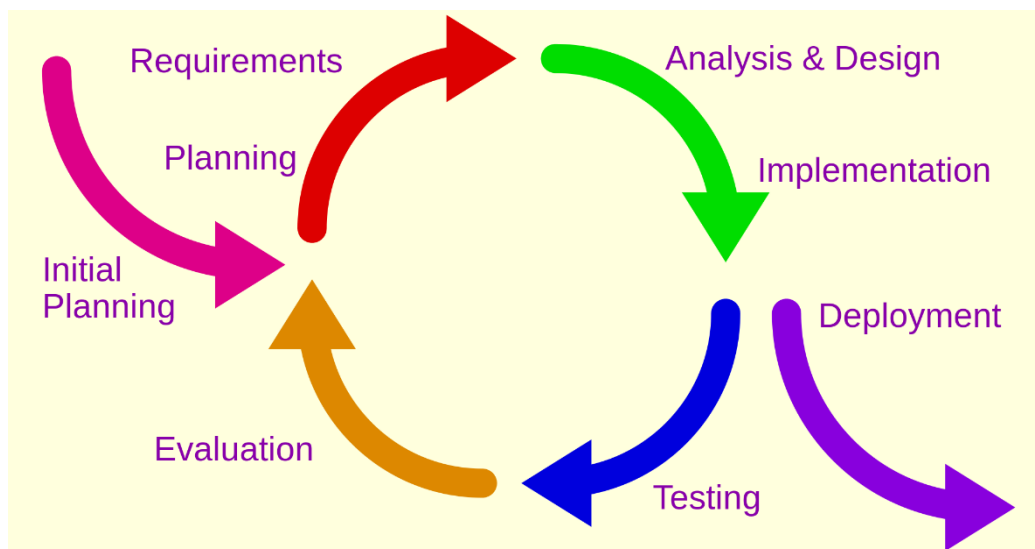 Requirements
Analysis & Design
Planning
Implementation
Initial
Planning
Deployment
Evaluation
Testing